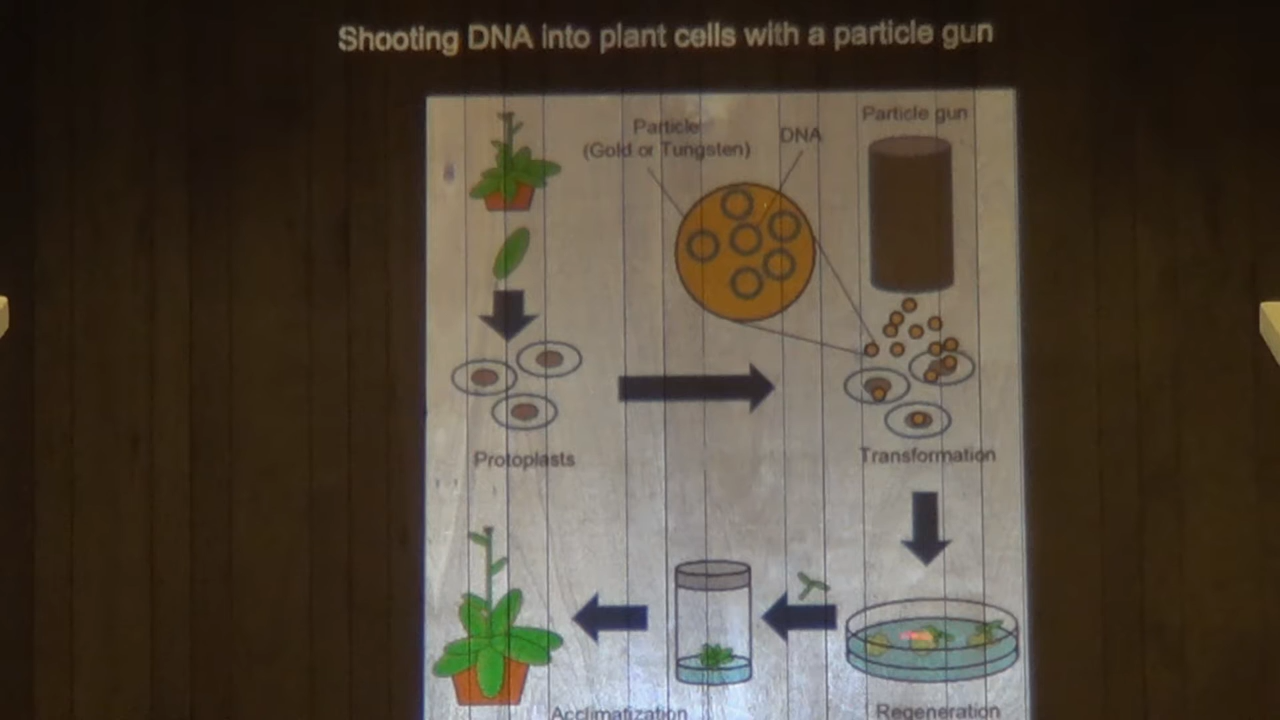 Shooting DNA into plant cells with a particle gun
Particle gun
Particle
(Gold or Tungsten)
DNA
Protoplasts
Transformation
Acclimatization
Regeneration